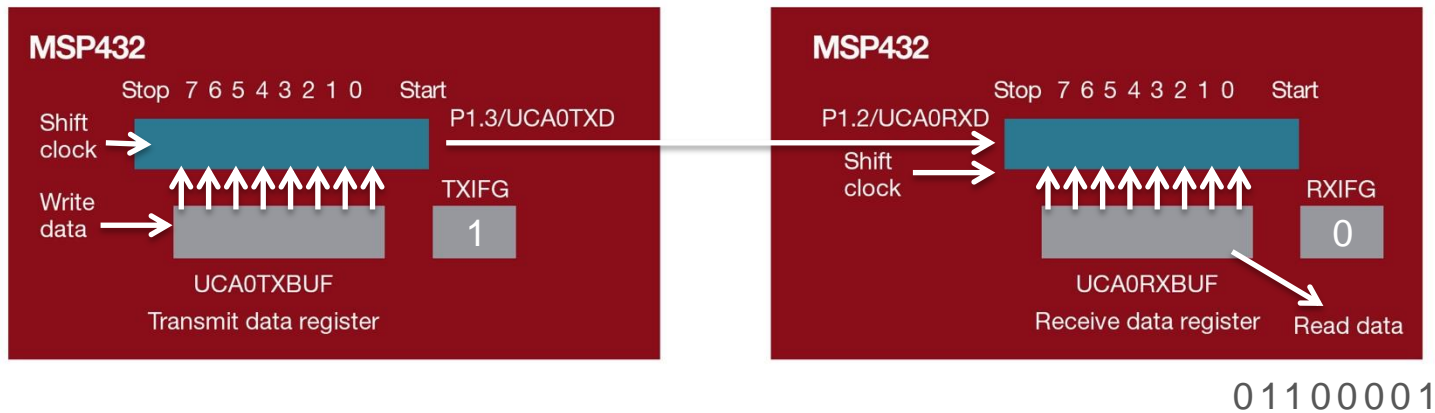 MSP432
Stop 7 6 5 4 3 2 1 0 Start
Shift
clock
P1.3/UCA0TXD
Write
data
TXIFG
1
UCA0TXBUF
Transmit data register
MSP432
Stop 7 6 5 4 3 2 1 0 Start
P1.2/UCA0RXD
Shift
clock
RXIFG
0
UCA0RXBUF
Receive data register
Read data
01100001